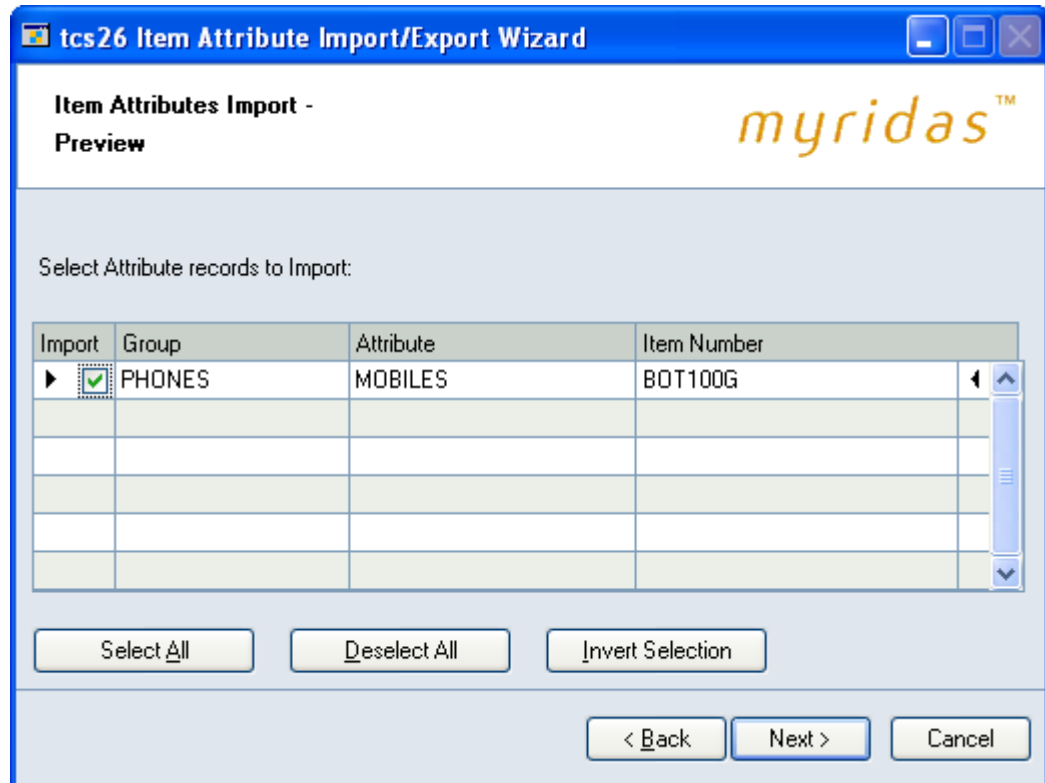 tcs26 Item Attribute Import/Export Wizard
Item Attributes Import -
Preview
myridas™
Select Attribute records to Import:
Import Group Attribute Item Number
PHONES MOBILES BOT100G
Select All Deselect All Invert Selection
< Back Next > Cancel